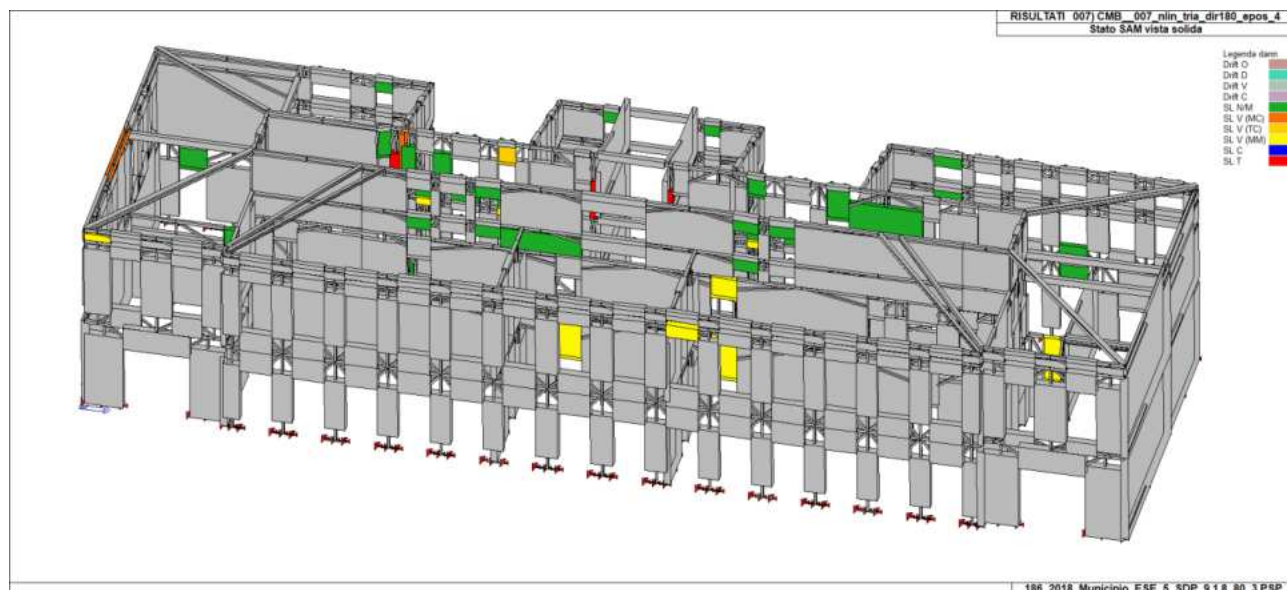 RISULTATI 007) CMB__007_nlin_tria_dir180_epos_4
Stato SAM vista solida
Legenda danni
Drift O
Drift D
Drift V
Drift C
SL N/M
SL V (MC)
SL V (TC)
SL V (MM)
SL C
SL T
186_2018_Municipio_ESE_5_SDP_9.1.8_80_3.PSP